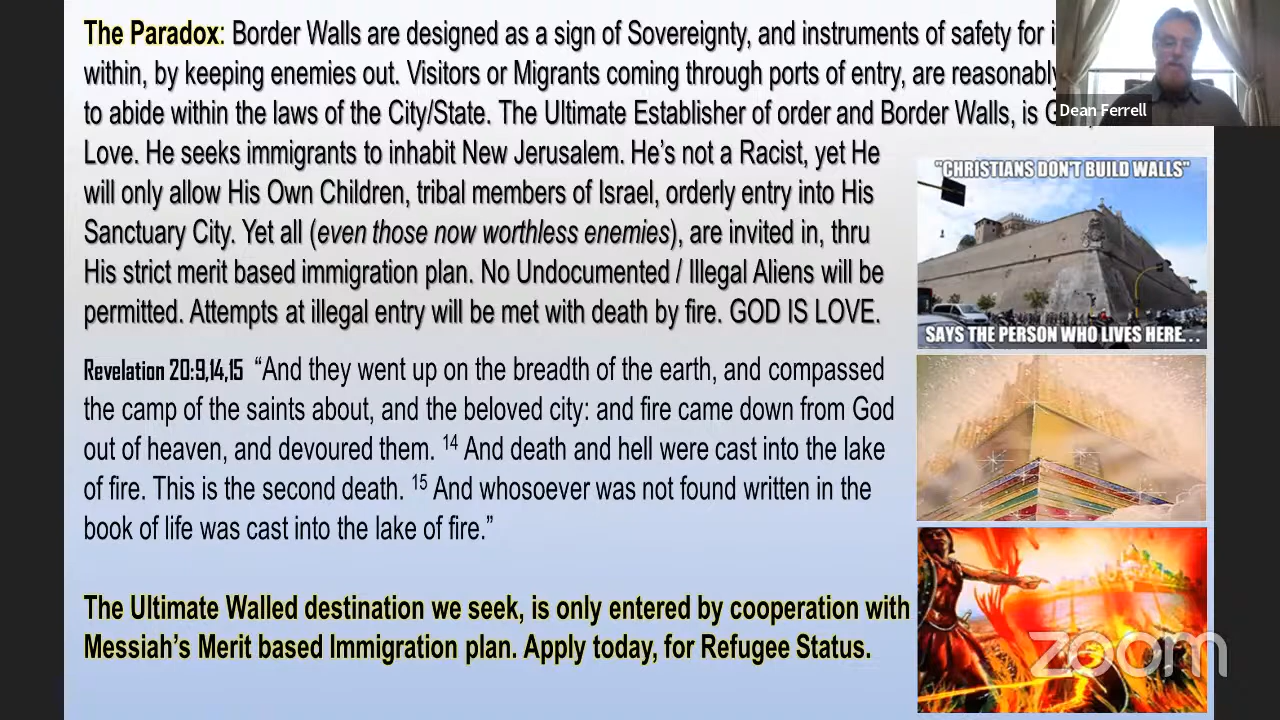 The Paradox: Border Walls are designed as a sign of Sovereignty, and instruments of safety for
within, by keeping enemies out. Visitors or Migrants coming through ports of entry, are reasonably
to abide within the laws of the City/State. The Ultimate Establisher of order and Border Walls, is
Love. He seeks immigrants to inhabit New Jerusalem. He's not a Racist, yet He
will only allow His Own Children, tribal members of Israel, orderly entry into His
Sanctuary City. Yet all (even those now worthless enemies), are invited in, thru
His strict merit based immigration plan. No Undocumented / Illegal Aliens will be
permitted. Attempts at illegal entry will be met with death by fire. GOD IS LOVE.
Revelation 20:9,14,15 “And they went up on the breadth of the earth, and compassed
the camp of the saints about, and the beloved city: and fire came down from God
out of heaven, and devoured them. 14 And death and hell were cast into the lake
of fire. This is the second death. 15 And whosoever was not found written in the
book of life was cast into the lake of fire.”
The Ultimate Walled destination we seek, is only entered by cooperation with
Messiah's Merit based Immigration plan. Apply today, for Refugee Status.
Dean Ferrell
"CHRISTIANS DON'T BUILD WALLS"
SAYS THE PERSON WHO LIVES HERE...
zoom